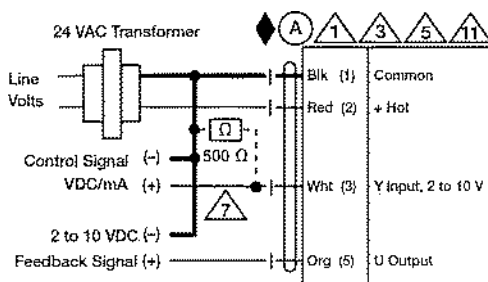 24 VAC Transformer
A 1 3 5 11
Line
Volts
Blk (1) Common
Red (2) + Hot
Ω
500 Ω
Control Signal (-)
VDC/mA (+)
Wht (3) Y Input, 2 to 10 V
7
2 to 10 VDC (-)
Feedback Signal (+)
Org (5) U Output